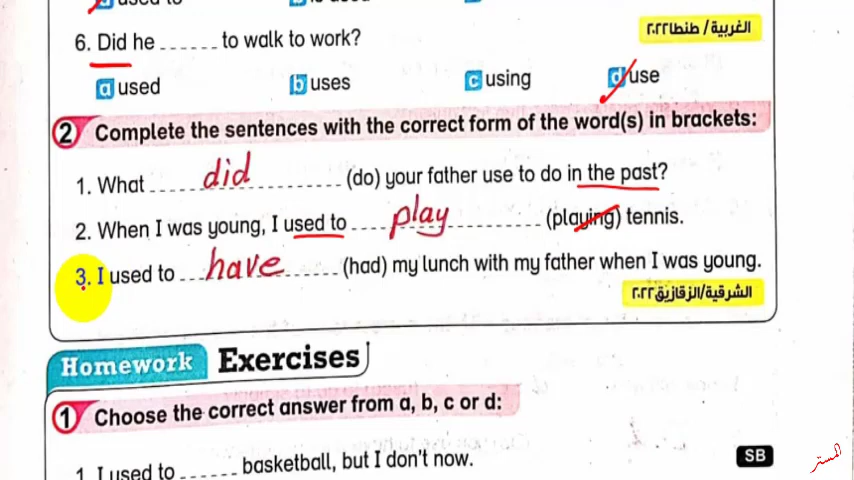 used to
6. Did he ...... to walk to work?
الغربية / طنطا ٢٠٢٢
a used b uses c using d use
2 Complete the sentences with the correct form of the word(s) in brackets:
1. What did (do) your father use to do in the past?
2. When I was young, I used to play (playing) tennis.
3. I used to have (had) my lunch with my father when I was young.
الشرقية/الزقازيق ٢٠٢٢
Homework Exercises
1 Choose the correct answer from a, b, c or d:
1. I used to ...... basketball, but I don't now.
SB
المستر